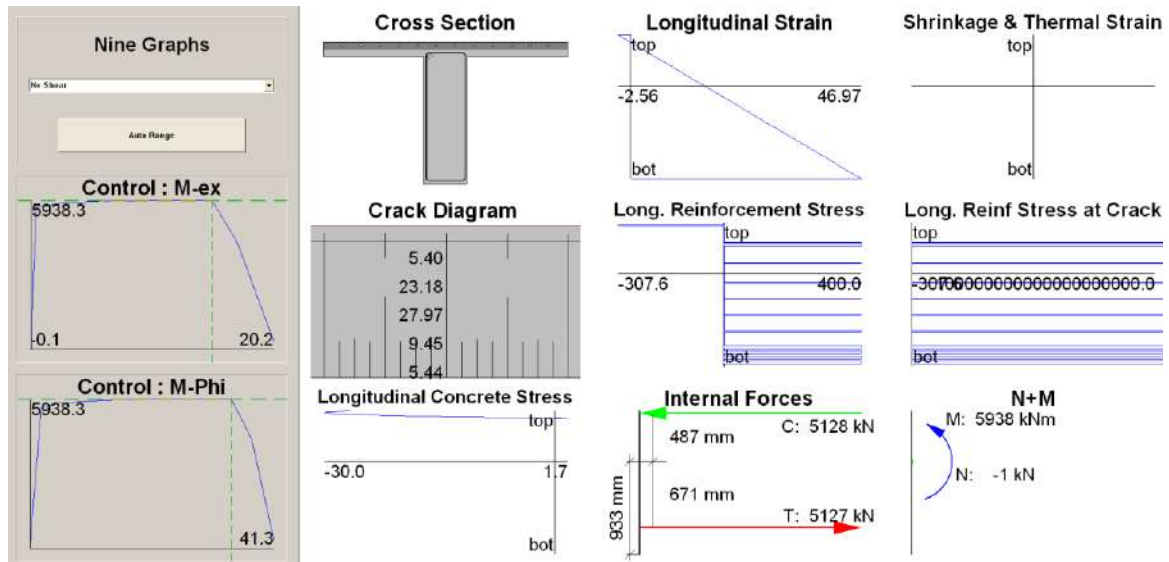 Nine Graphs
No Shear
Auto Range
Control : M-ex
5938.3
-0.1
20.2
Control : M-Phi
5938.3
41.3
Cross Section
Crack Diagram
5.40
23.18
27.97
9.45
5.44
Longitudinal Concrete Stress
top
-30.0
1.7
bot
Longitudinal Strain
top
-2.56
46.97
bot
Long. Reinforcement Stress
top
-307.6
400.0
bot
Internal Forces
C: 5128 kN
487 mm
671 mm
933 mm
T: 5127 kN
Shrinkage & Thermal Strain
top
bot
Long. Reinf Stress at Crack
top
bot
N+M
M: 5938 kNm
N: -1 kN